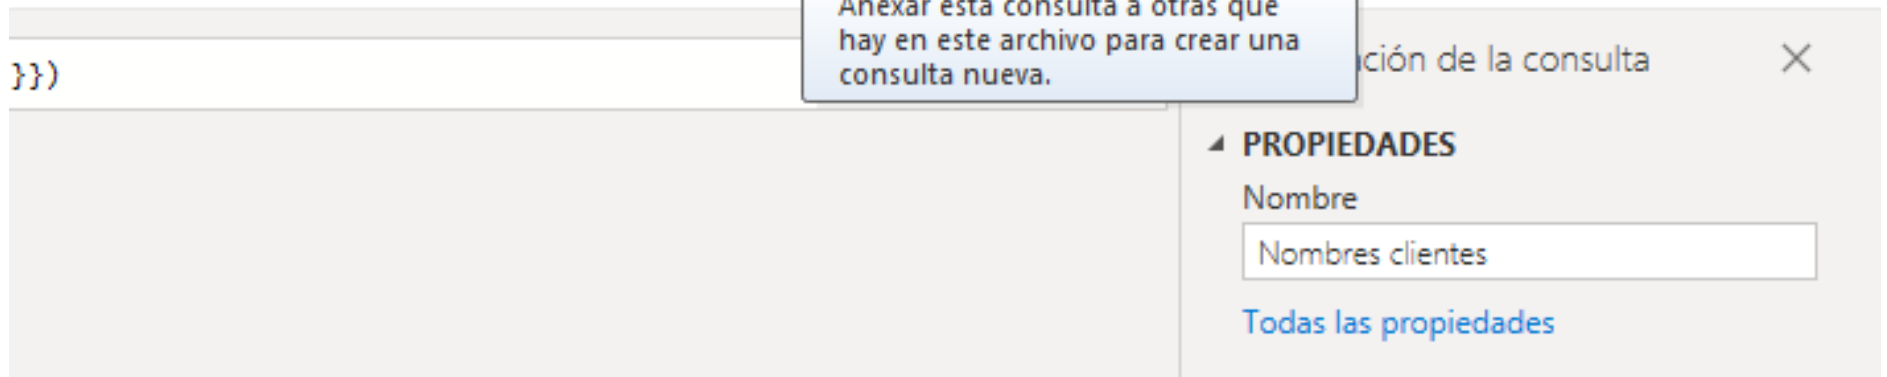 Anexar esta consulta a otras que
hay en este archivo para crear una
consulta nueva.
}})
ción de la consulta
PROPIEDADES
Nombre
Nombres clientes
Todas las propiedades